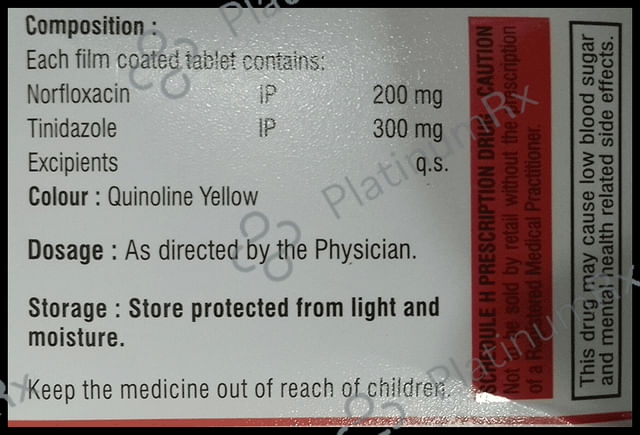 Composition :
Each film coated tablet contains:
Norfloxacin IP 200 mg
Tinidazole IP 300 mg
Excipients q.s.
Colour : Quinoline Yellow
Dosage : As directed by the Physician.
Storage : Store protected from light and
moisture.
Keep the medicine out of reach of children.
SCHEDULE H PRESCRIPTION DRUG - CAUTION
Not to be sold by retail without the prescription
of a Registered Medical Practitioner.
This drug may cause low blood sugar
and mental health related side effects.
PlatinumRx
PlatinumRx